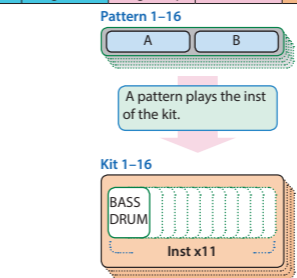 Pattern 1–16
A B
A pattern plays the inst
of the kit.
Kit 1–16
BASS
DRUM
Inst x11